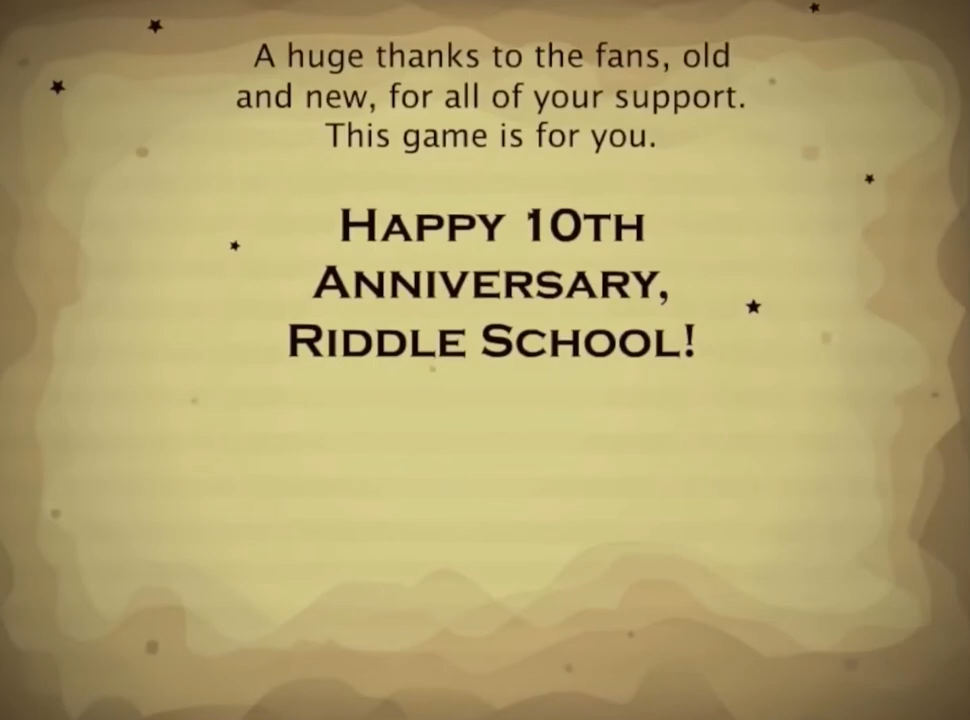 A huge thanks to the fans, old
and new, for all of your support.
This game is for you.
HAPPY 10TH
ANNIVERSARY,
RIDDLE SCHOOL!